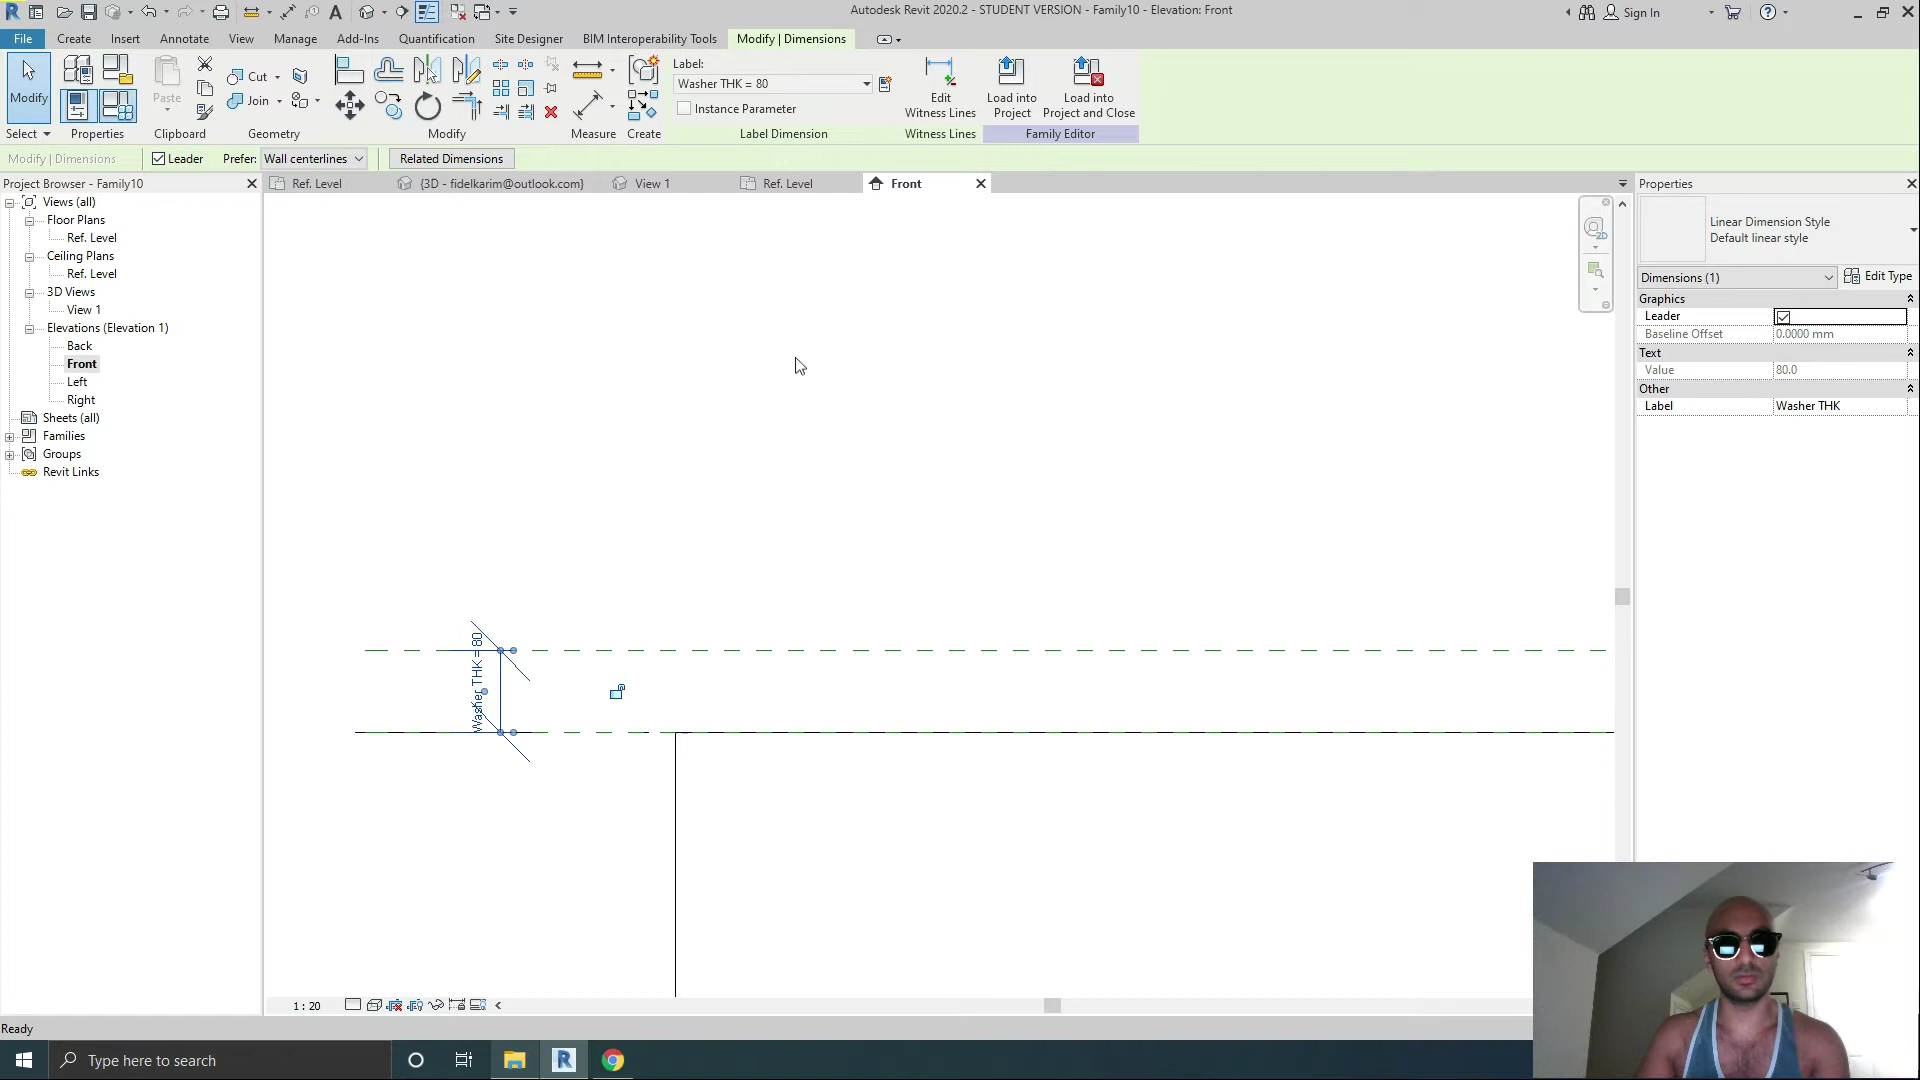 Autodesk Revit 2020.2 - STUDENT VERSION - Family10 - Elevation: Front
Sign In
File Create Insert Annotate View Manage Add-Ins Quantification Site Designer BIM Interoperability Tools Modify | Dimensions
Modify
Paste
Cut
Join
Label:
Washer THK = 80
Instance Parameter
Edit
Witness Lines
Load into
Project
Load into
Project and Close
Select Properties Clipboard Geometry Modify Measure Create Label Dimension Witness Lines Family Editor
Modify | Dimensions Leader Prefer: Wall centerlines Related Dimensions
Project Browser - Family10
Ref. Level {3D - fidelkarim@outlook.com} View 1 Ref. Level Front
Views (all)
Floor Plans
Ref. Level
Ceiling Plans
Ref. Level
3D Views
View 1
Elevations (Elevation 1)
Back
Front
Left
Right
Sheets (all)
Families
Groups
Revit Links
Washer THK = 80
2D
Properties
Linear Dimension Style
Default linear style
Dimensions (1) Edit Type
Graphics
Leader
Baseline Offset 0.0000 mm
Text
Value 80.0
Other
Label Washer THK
1 : 20
Ready
Type here to search